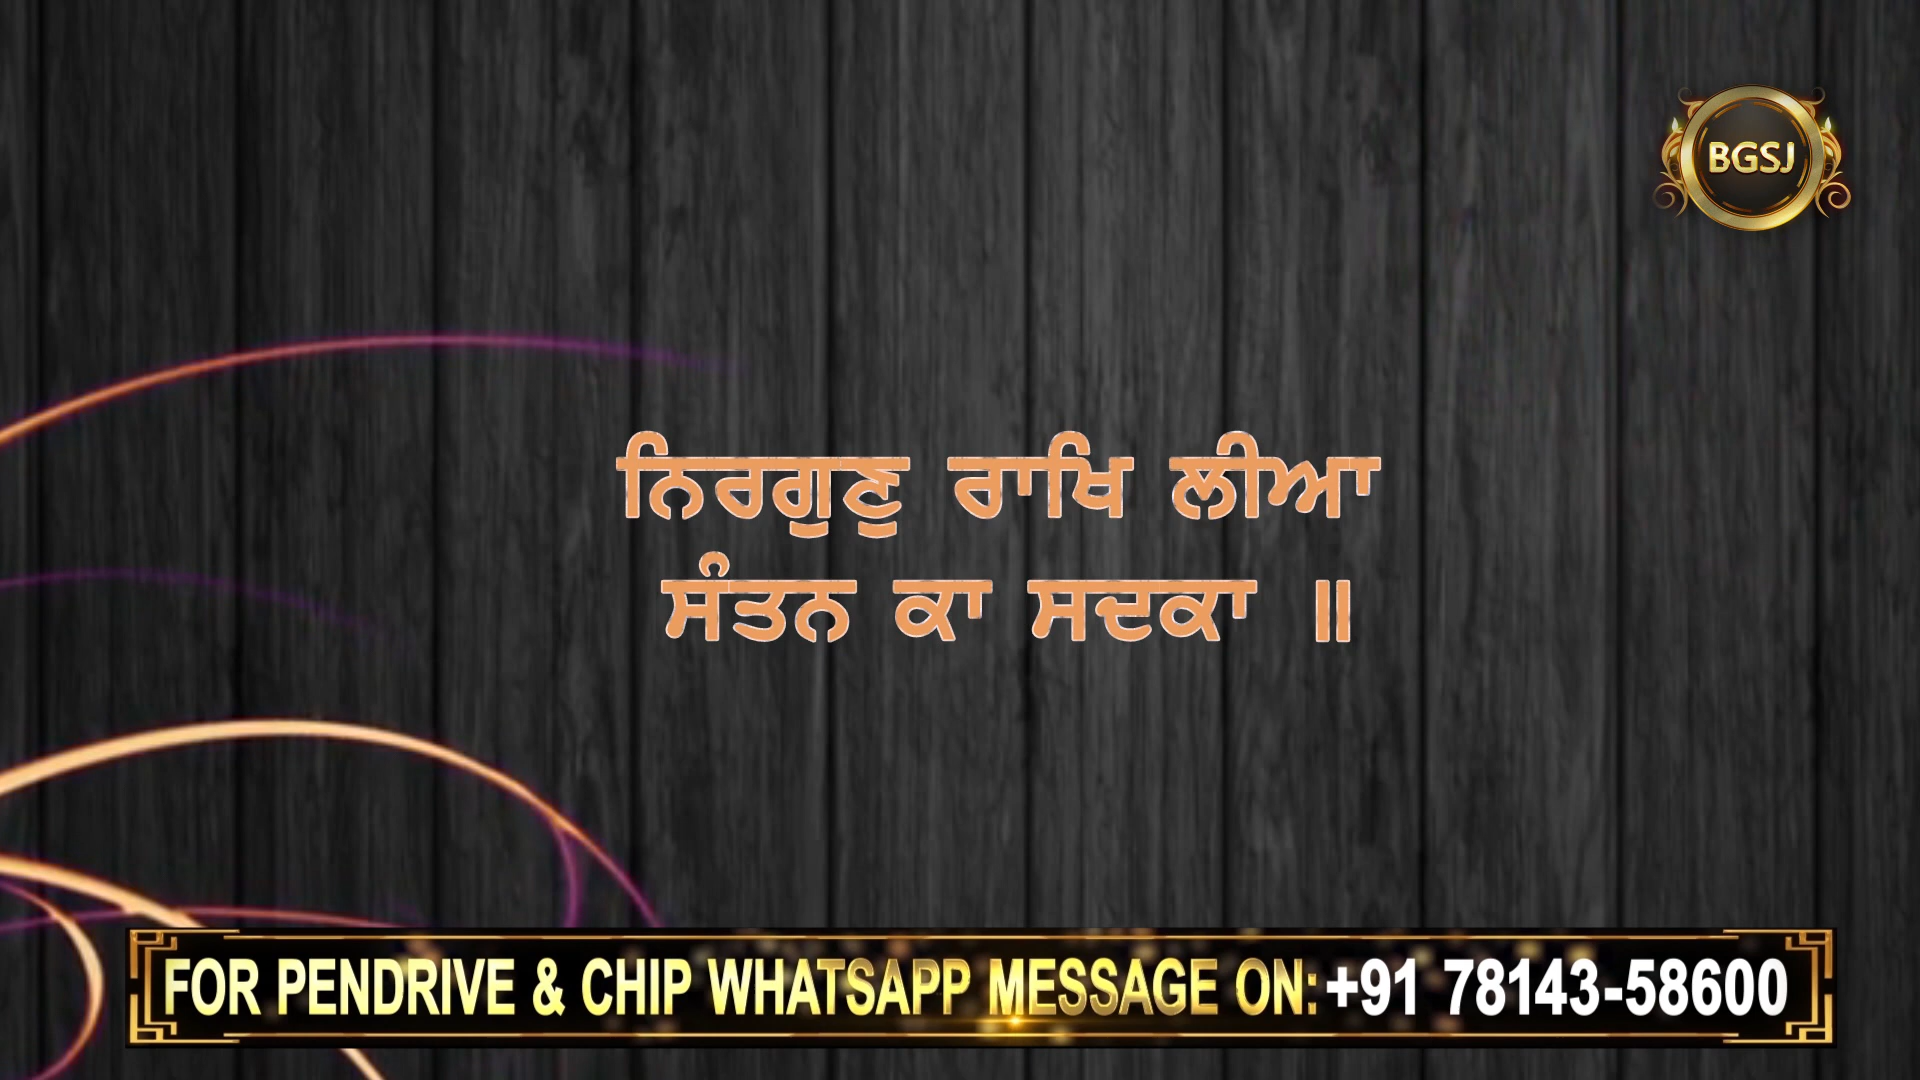 BGSJ
ਨਿਰਗੁਣੁ ਰਾਖਿ ਲੀਆ
ਸੰਤਨ ਕਾ ਸਦਕਾ ॥
FOR PENDRIVE & CHIP WHATSAPP MESSAGE ON: +91 78143-58600